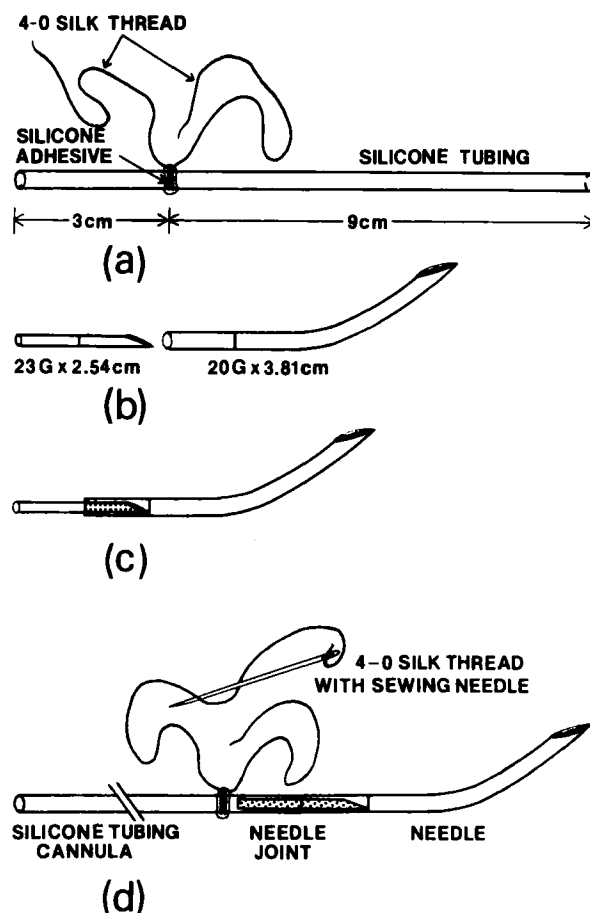 4-0 SILK THREAD
SILICONE
ADHESIVE
SILICONE TUBING
3cm
9cm
(a)
23G x 2.54cm
20G x 3.81cm
(b)
(c)
4-0 SILK THREAD
WITH SEWING NEEDLE
SILICONE TUBING
CANNULA
NEEDLE
JOINT
NEEDLE
(d)